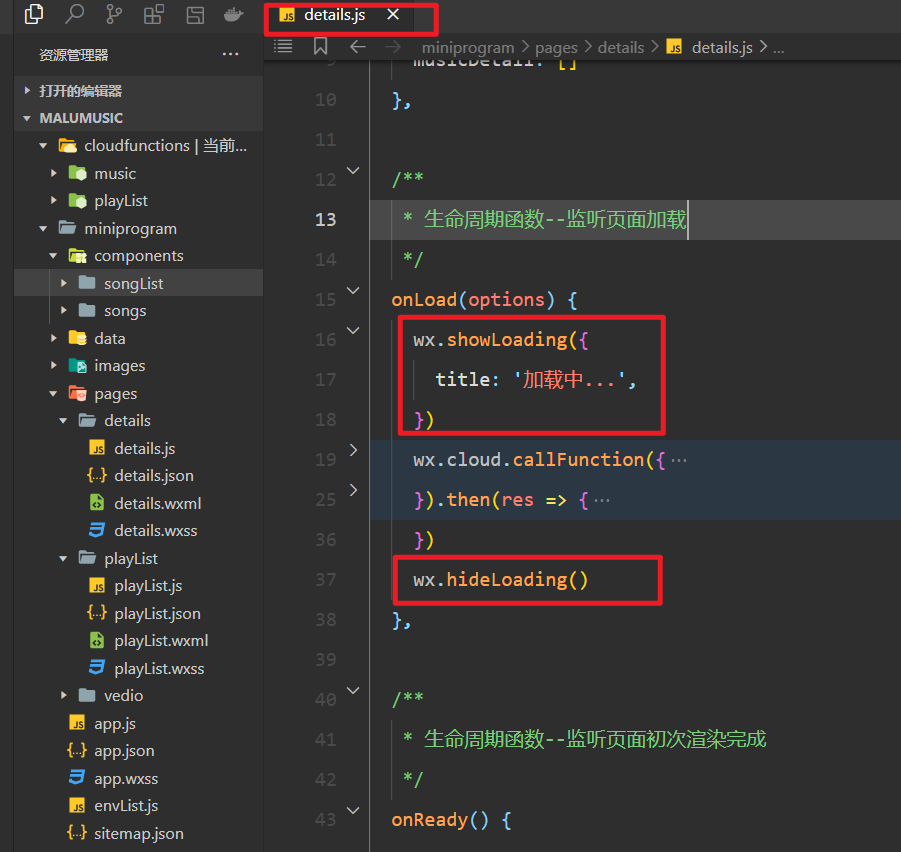 details.js
资源管理器
打开的编辑器
MALUMUSIC
cloudfunctions | 当前...
music
playList
miniprogram
components
songList
songs
data
images
pages
details
details.js
details.json
details.wxml
details.wxss
playList
playList.js
playList.json
playList.wxml
playList.wxss
vedio
app.js
app.json
app.wxss
envList.js
sitemap.json
miniprogram > pages > details > JS details.js > ...
9 musicDetail: []
10 },
11
12 /**
13 * 生命周期函数--监听页面加载
14 */
15 onLoad(options) {
16 wx.showLoading({
17 title: '加载中...',
18 })
19 wx.cloud.callFunction({ ...
25 }).then(res => { ...
36 })
37 wx.hideLoading()
38 },
39
40 /**
41 * 生命周期函数--监听页面初次渲染完成
42 */
43 onReady() {